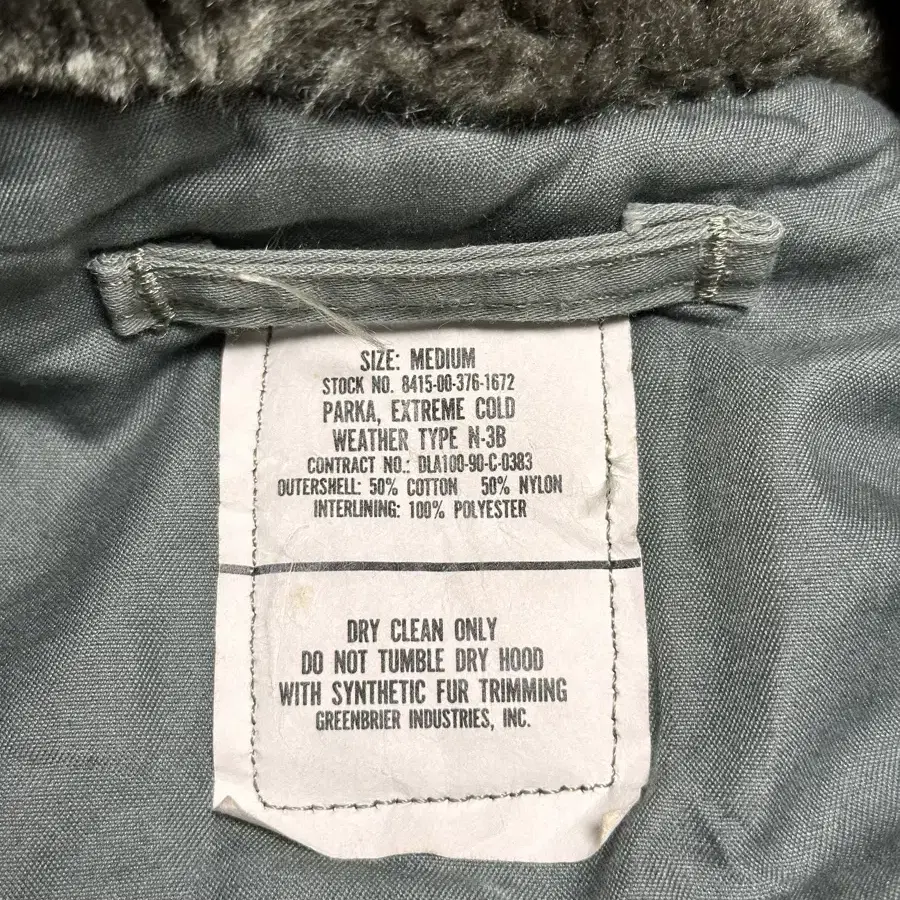 SIZE: MEDIUM
STOCK NO. 8415-00-376-1672
PARKA, EXTREME COLD
WEATHER TYPE N-3B
CONTRACT NO.: DLA100-90-C-0383
OUTERSHELL: 50% COTTON 50% NYLON
INTERLINING: 100% POLYESTER
DRY CLEAN ONLY
DO NOT TUMBLE DRY HOOD
WITH SYNTHETIC FUR TRIMMING
GREENBRIER INDUSTRIES, INC.